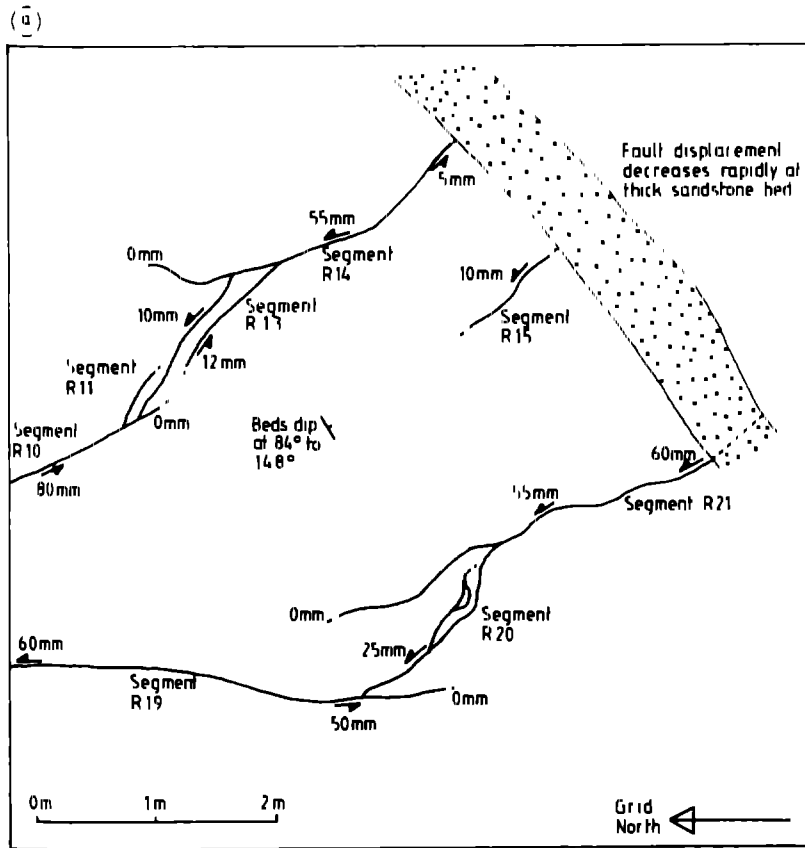 (a)
Fault displacement
decreases rapidly at
thick sandstone bed
5mm
55mm
0mm
Segment
R14
10mm
10mm
Segment
R13
Segment
R15
12mm
Segment
R11
0mm
Beds dip
at 84° to
148°
Segment
R10
80mm
60mm
55mm
Segment R21
0mm
Segment
R20
25mm
60mm
Segment
R19
0mm
50mm
0m 1m 2m
Grid
North